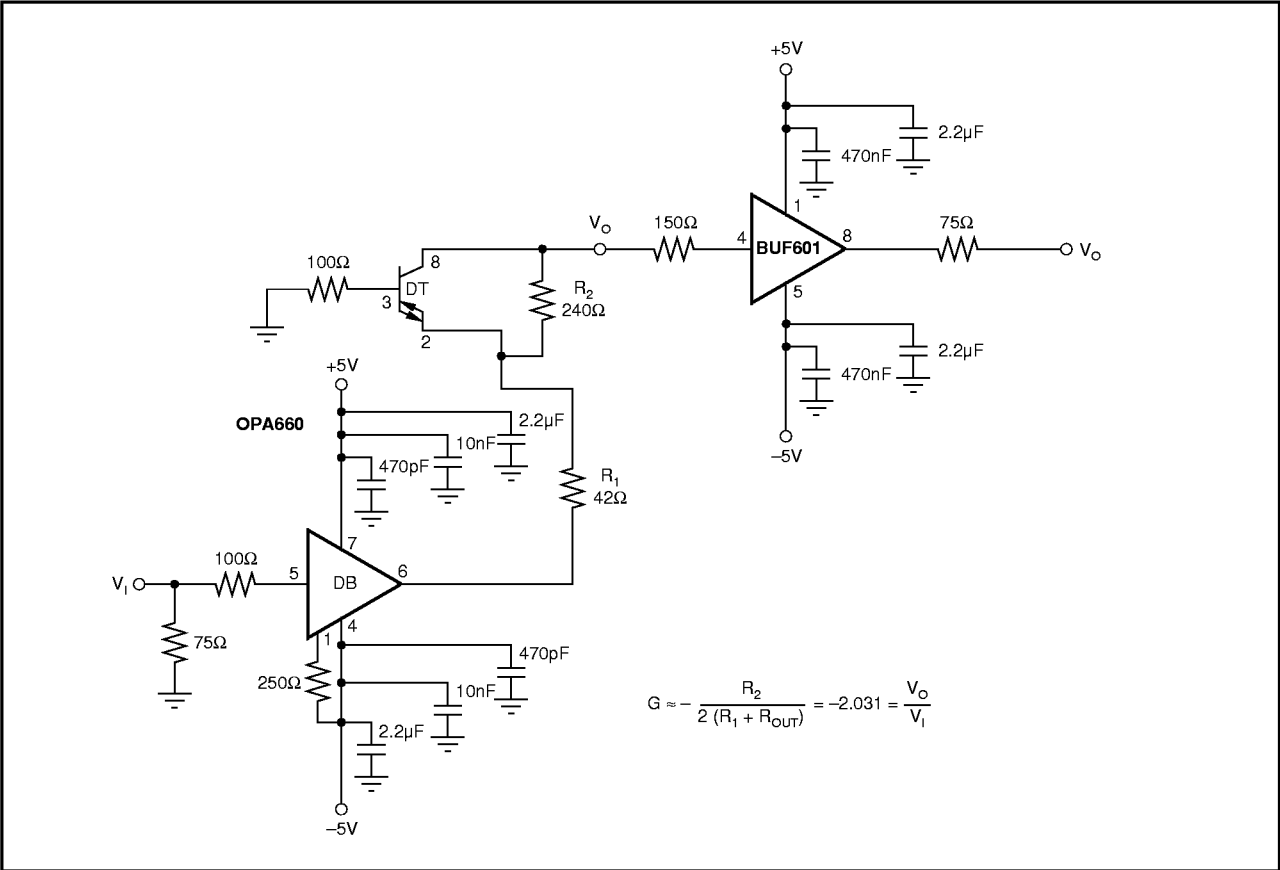 +5V
2.2µF
470nF
1
V_O
150Ω
4
BUF601
8
75Ω
V_O
5
2.2µF
470nF
–5V
100Ω
8
DT
3
2
R_2
240Ω
+5V
OPA660
2.2µF
10nF
470pF
R_1
42Ω
7
100Ω
5
DB
6
V_I
75Ω
1
4
250Ω
470pF
10nF
2.2µF
–5V
G ≈ – R_2 / 2 (R_1 + R_OUT) = –2.031 = V_O / V_I